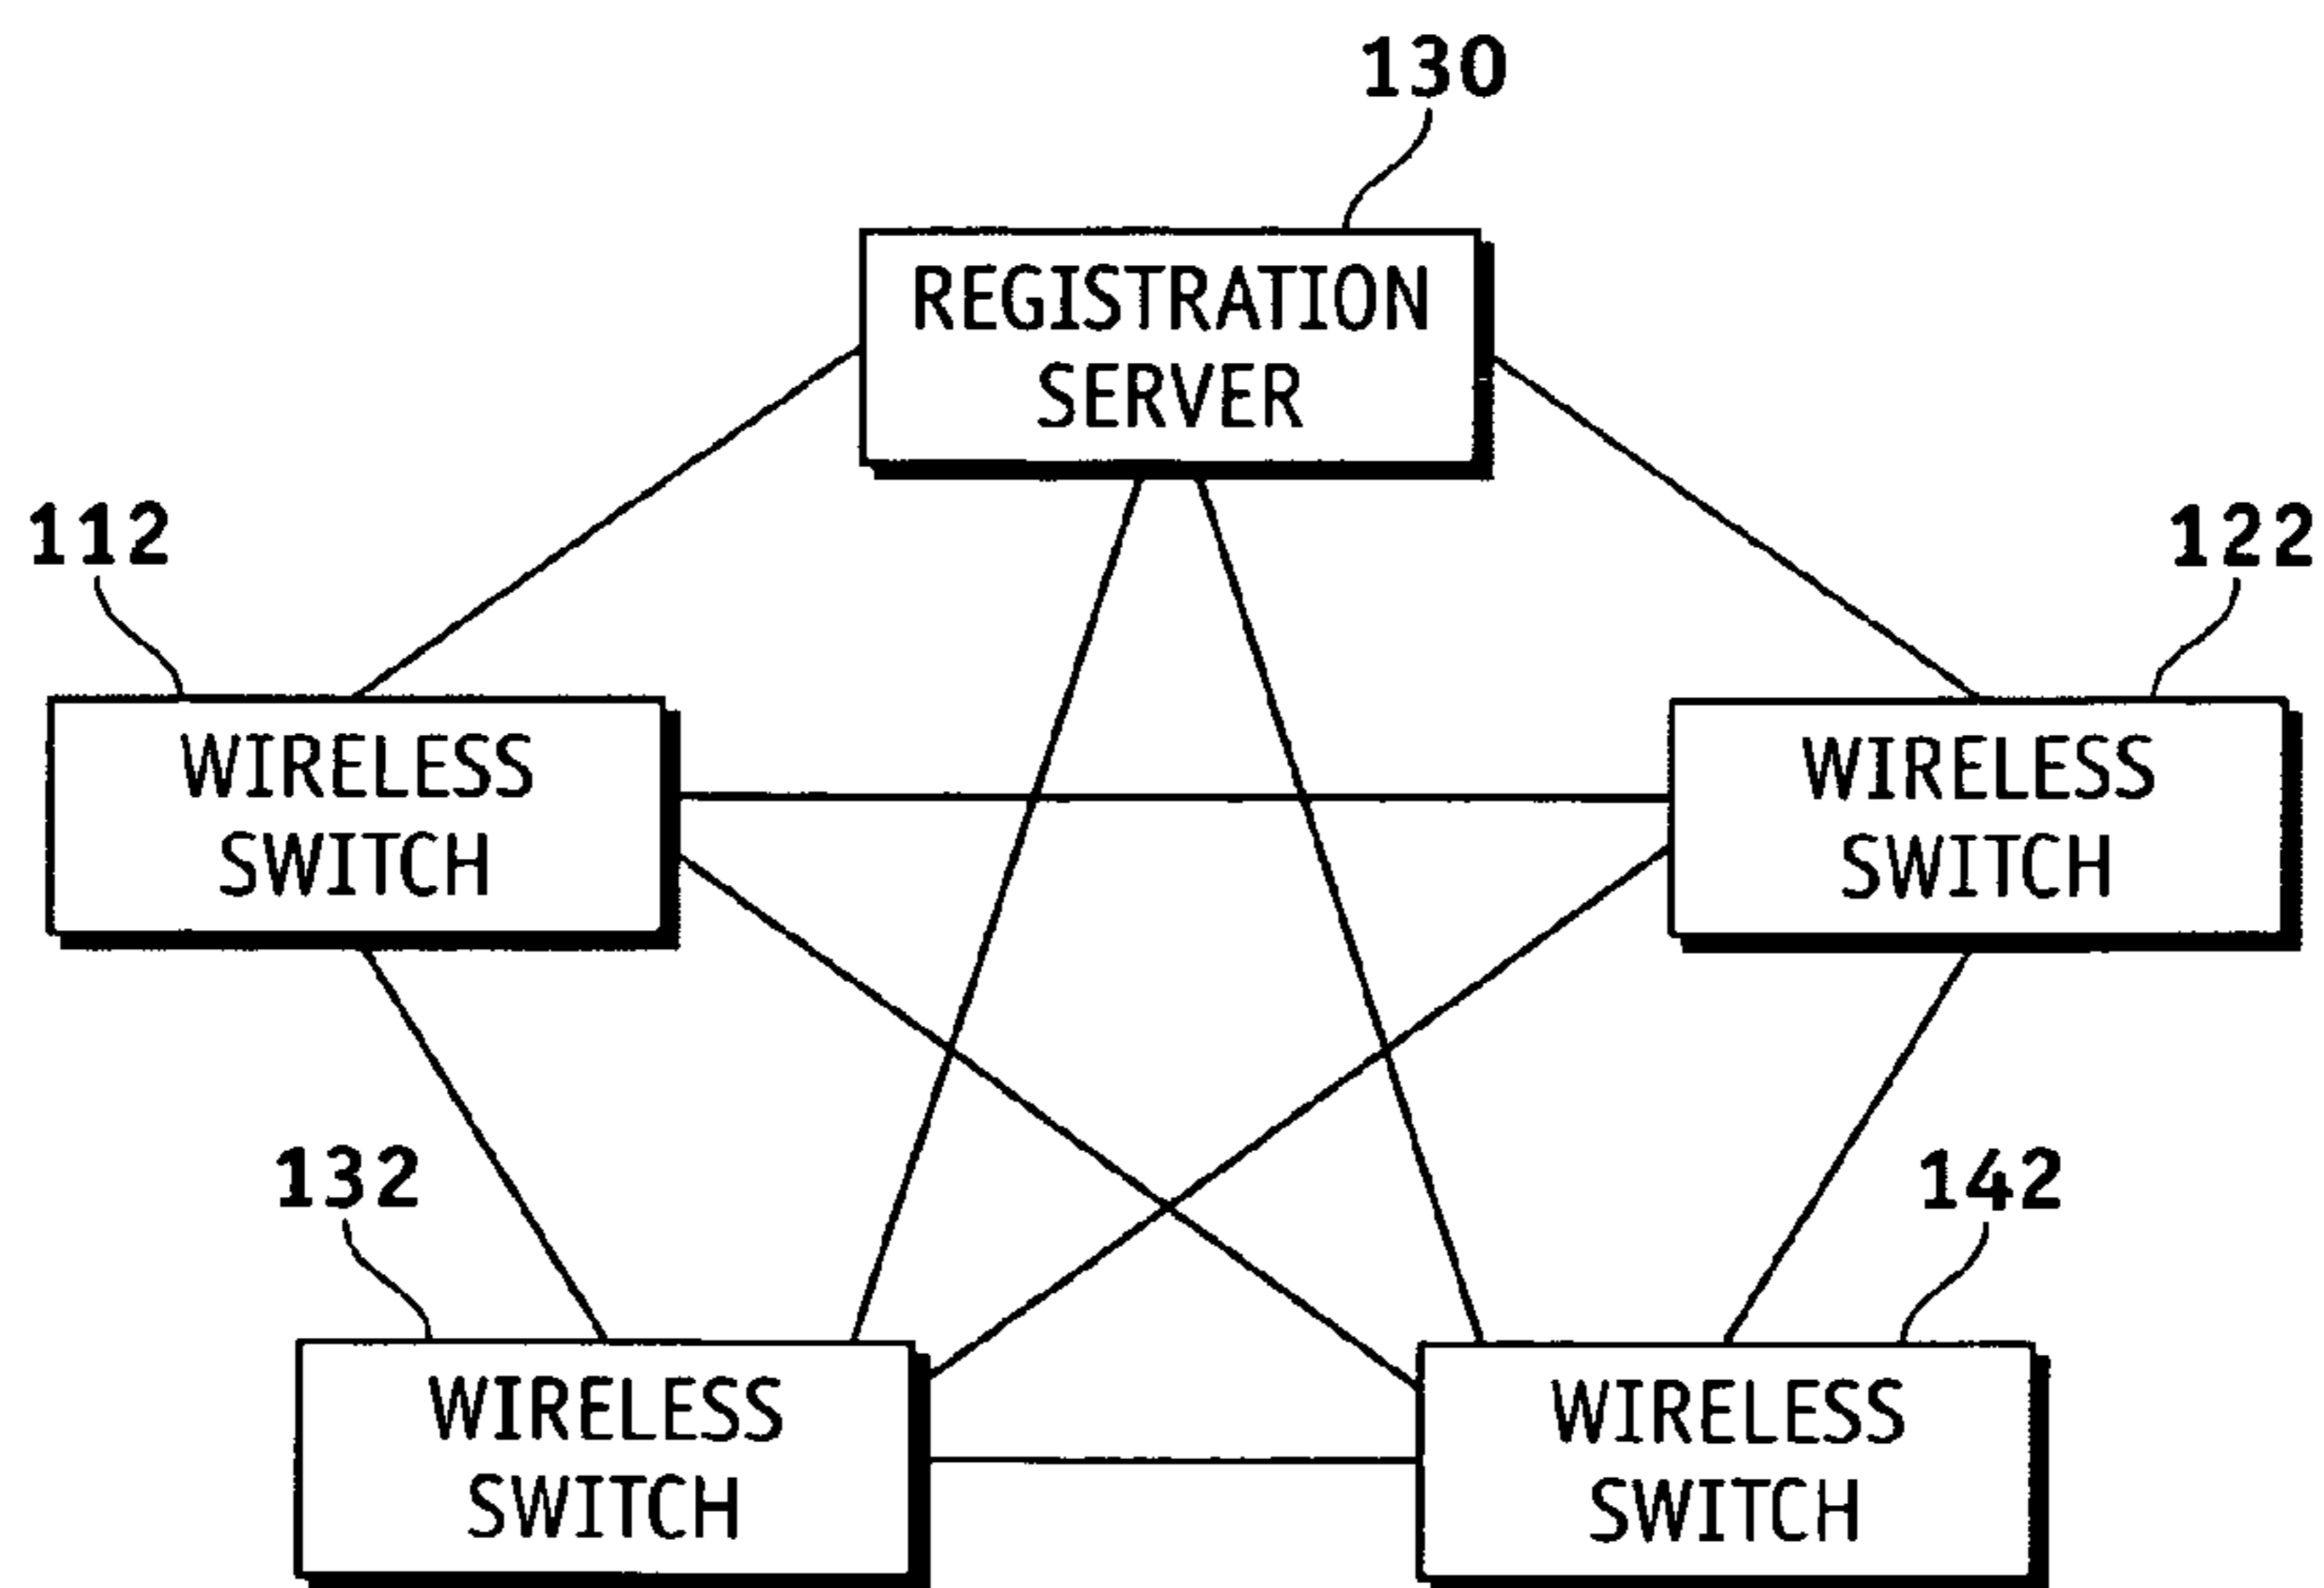 130
REGISTRATION
SERVER
112
122
WIRELESS
SWITCH
WIRELESS
SWITCH
132
142
WIRELESS
SWITCH
WIRELESS
SWITCH